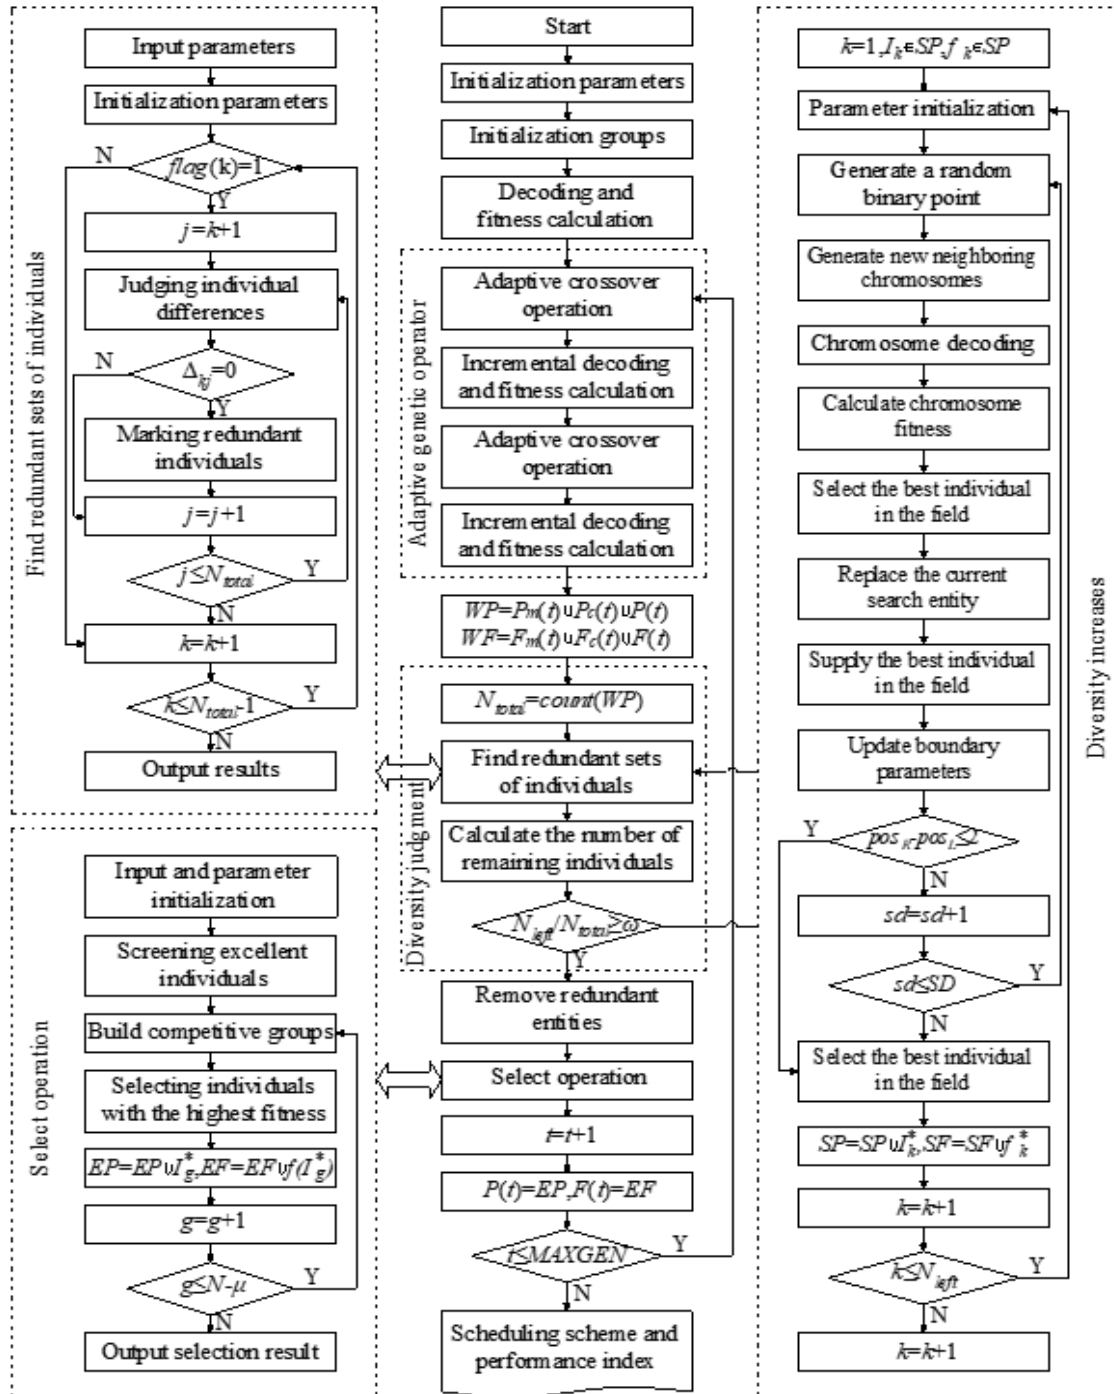 Find redundant sets of individuals
Input parameters
Initialization parameters
N
flag(k)=1
Y
j=k+1
Judging individual
differences
N
Δkj=0
Y
Marking redundant
individuals
j=j+1
j≤Ntotal
Y
N
k=k+1
k≤Ntotal-1
Y
N
Output results
Select operation
Input and parameter
initialization
Screening excellent
individuals
Build competitive groups
Selecting individuals
with the highest fitness
EP=EP∪I*g,EF=EF∪f(I*g)
g=g+1
g≤N-μ
Y
N
Output selection result
Start
Initialization parameters
Initialization groups
Decoding and
fitness calculation
Adaptive genetic operator
Adaptive crossover
operation
Incremental decoding
and fitness calculation
Adaptive crossover
operation
Incremental decoding
and fitness calculation
WP=Pm(t)∪Pc(t)∪P(t)
WF=Fm(t)∪Fc(t)∪F(t)
Diversity judgment
Ntotal=count(WP)
Find redundant sets
of individuals
Calculate the number of
remaining individuals
Nleft/Ntotal≥ω
Y
Remove redundant
entities
Select operation
t=t+1
P(t)=EP,F(t)=EF
t≤MAXGEN
Y
N
Scheduling scheme and
performance index
Diversity increases
k=1,Ik∈SP,fk∈SP
Parameter initialization
Generate a random
binary point
Generate new neighboring
chromosomes
Chromosome decoding
Calculate chromosome
fitness
Select the best individual
in the field
Replace the current
search entity
Supply the best individual
in the field
Update boundary
parameters
Y
posR-posL≤2
N
sd=sd+1
sd≤SD
Y
N
Select the best individual
in the field
SP=SP∪I*k,SF=SF∪f*k
k=k+1
k≤Nleft
Y
N
k=k+1